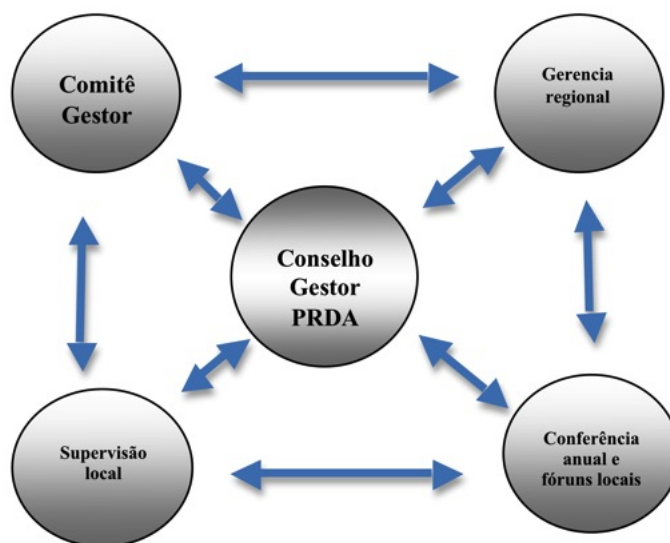 Comitê
Gestor
Gerencia
regional
Conselho
Gestor
PRDA
Supervisão
local
Conferência
anual e
fóruns locais